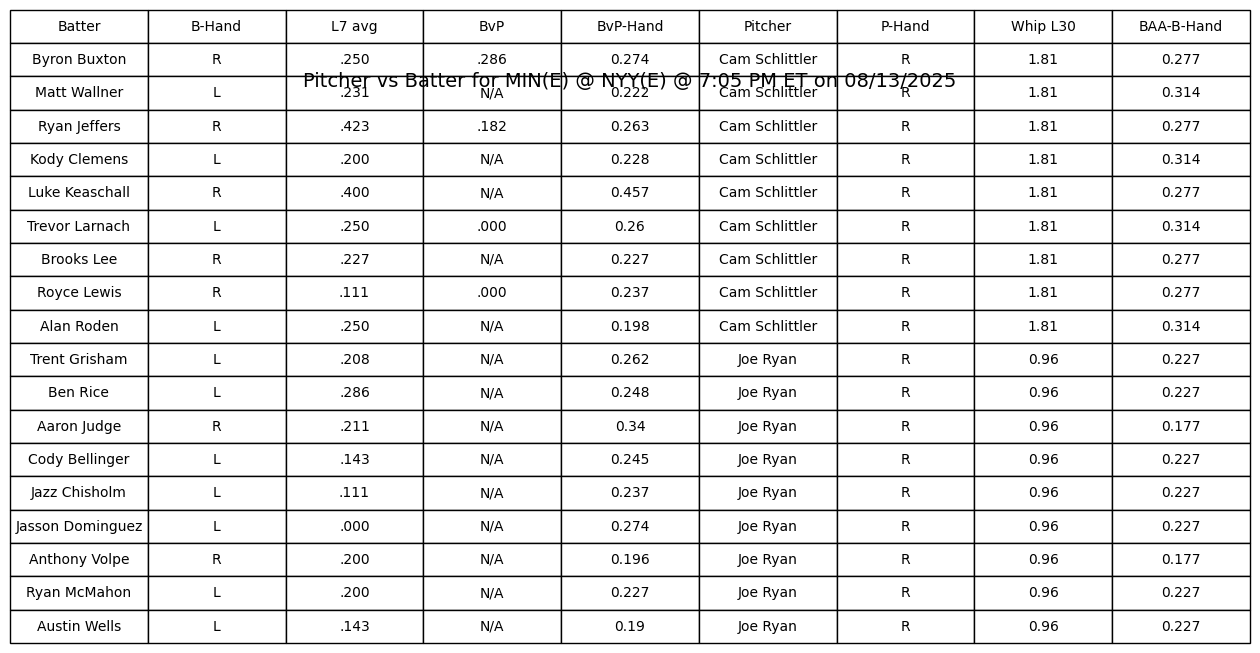 Batter B-Hand L7 avg BvP BvP-Hand Pitcher P-Hand Whip L30 BAA-B-Hand
Byron Buxton R .250 .286 0.274 Cam Schlittler R 1.81 0.277
Pitcher vs Batter for MIN(E) @ NYY(E) @ 7:05 PM ET on 08/13/2025
Matt Wallner L .231 N/A 0.222 Cam Schlittler R 1.81 0.314
Ryan Jeffers R .423 .182 0.263 Cam Schlittler R 1.81 0.277
Kody Clemens L .200 N/A 0.228 Cam Schlittler R 1.81 0.314
Luke Keaschall R .400 N/A 0.457 Cam Schlittler R 1.81 0.277
Trevor Larnach L .250 .000 0.26 Cam Schlittler R 1.81 0.314
Brooks Lee R .227 N/A 0.227 Cam Schlittler R 1.81 0.277
Royce Lewis R .111 .000 0.237 Cam Schlittler R 1.81 0.277
Alan Roden L .250 N/A 0.198 Cam Schlittler R 1.81 0.314
Trent Grisham L .208 N/A 0.262 Joe Ryan R 0.96 0.227
Ben Rice L .286 N/A 0.248 Joe Ryan R 0.96 0.227
Aaron Judge R .211 N/A 0.34 Joe Ryan R 0.96 0.177
Cody Bellinger L .143 N/A 0.245 Joe Ryan R 0.96 0.227
Jazz Chisholm L .111 N/A 0.237 Joe Ryan R 0.96 0.227
Jasson Dominguez L .000 N/A 0.274 Joe Ryan R 0.96 0.227
Anthony Volpe R .200 N/A 0.196 Joe Ryan R 0.96 0.177
Ryan McMahon L .200 N/A 0.227 Joe Ryan R 0.96 0.227
Austin Wells L .143 N/A 0.19 Joe Ryan R 0.96 0.227